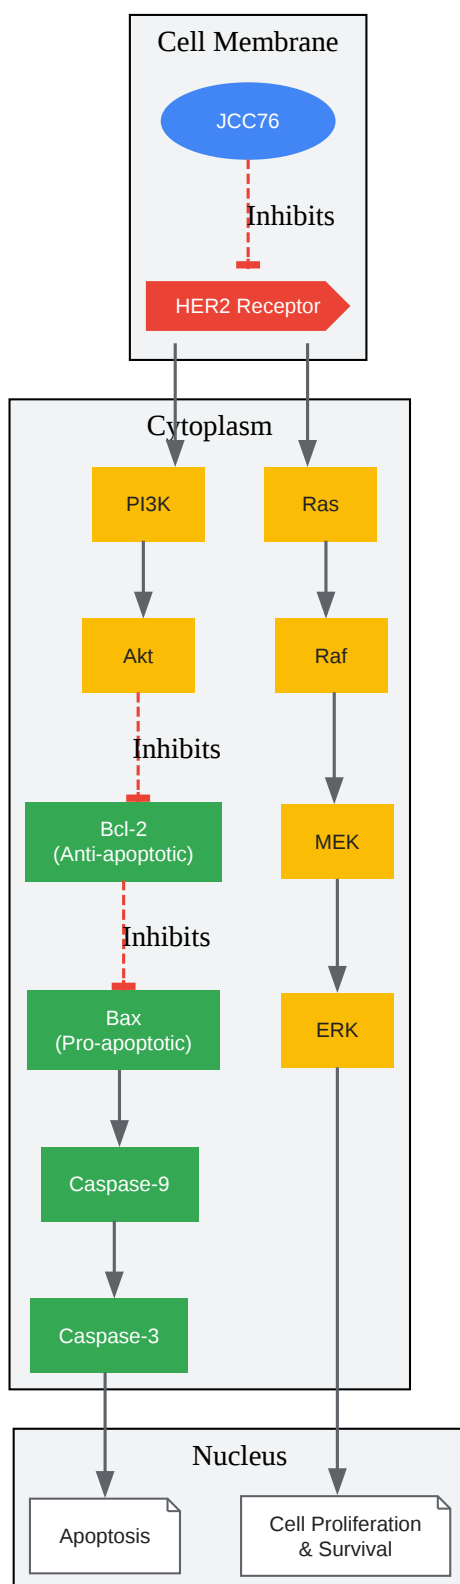 Cell Membrane
JCC76
Inhibits
HER2 Receptor
Cytoplasm
PI3K
Ras
Akt
Raf
Inhibits
Bcl-2
(Anti-apoptotic)
MEK
Inhibits
Bax
(Pro-apoptotic)
ERK
Caspase-9
Caspase-3
Nucleus
Apoptosis
Cell Proliferation
& Survival